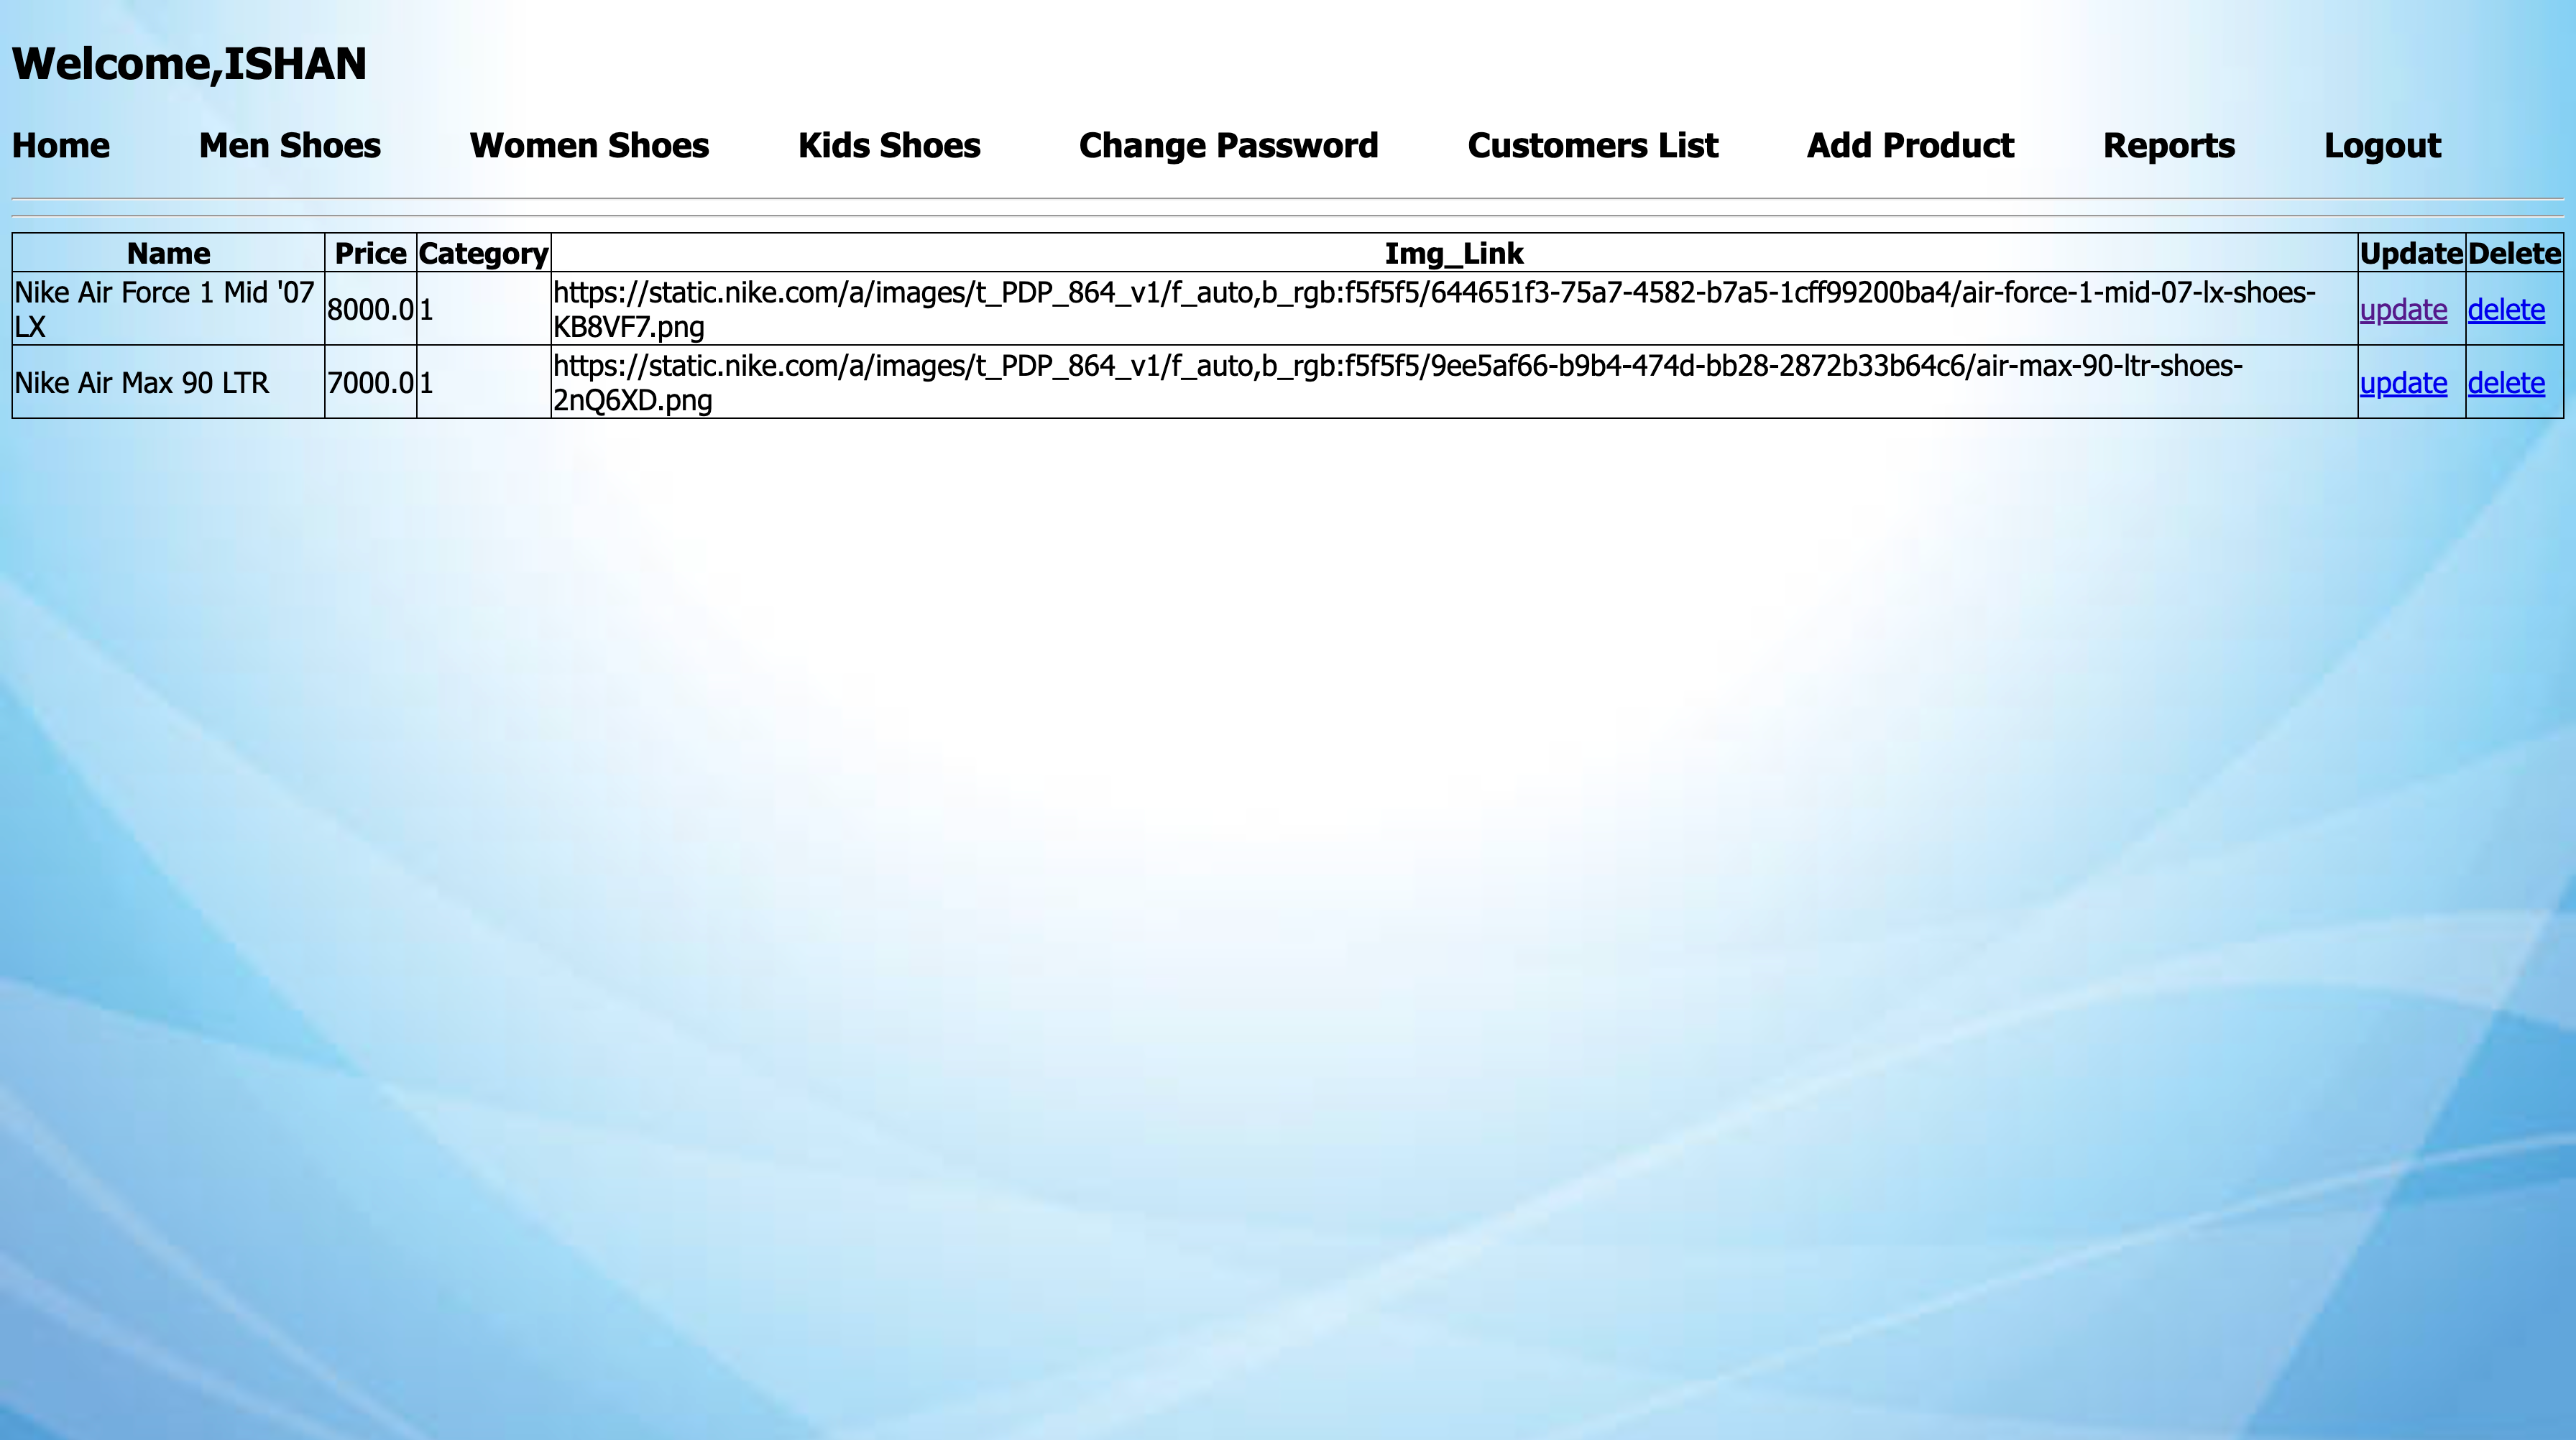 Welcome,ISHAN
Home Men Shoes Women Shoes Kids Shoes Change Password Customers List Add Product Reports Logout
Name Price Category Img_Link Update Delete
Nike Air Force 1 Mid '07 LX 8000.0 1 https://static.nike.com/a/images/t_PDP_864_v1/f_auto,b_rgb:f5f5f5/644651f3-75a7-4582-b7a5-1cff99200ba4/air-force-1-mid-07-lx-shoes-KB8VF7.png update delete
Nike Air Max 90 LTR 7000.0 1 https://static.nike.com/a/images/t_PDP_864_v1/f_auto,b_rgb:f5f5f5/9ee5af66-b9b4-474d-bb28-2872b33b64c6/air-max-90-ltr-shoes-2nQ6XD.png update delete